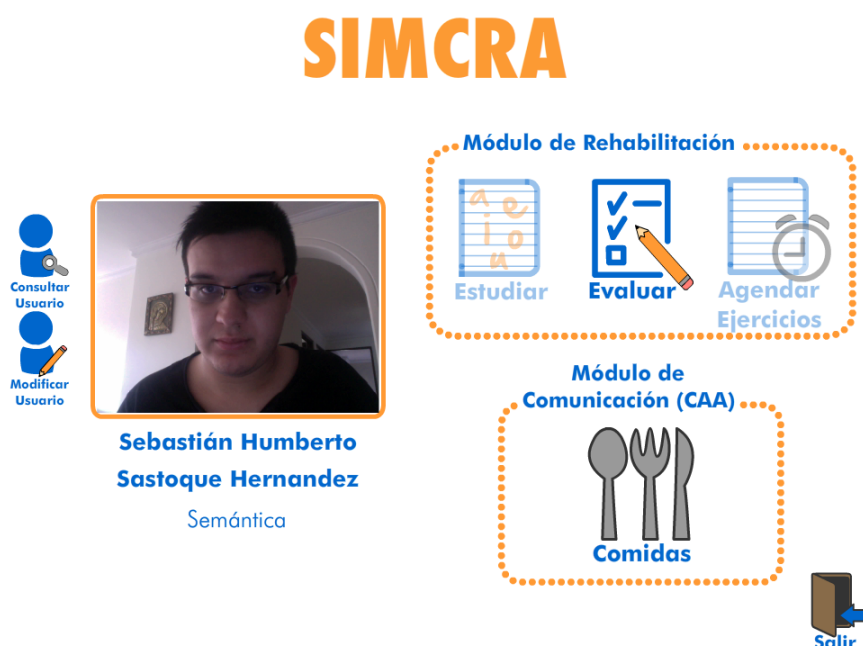 SIMCRA
Módulo de Rehabilitación
a e
i o
u
Estudiar
Evaluar
Agendar
Ejercicios
Consultar
Usuario
Modificar
Usuario
Sebastián Humberto
Sastoque Hernandez
Semántica
Módulo de
Comunicación (CAA)
Comidas
Salir